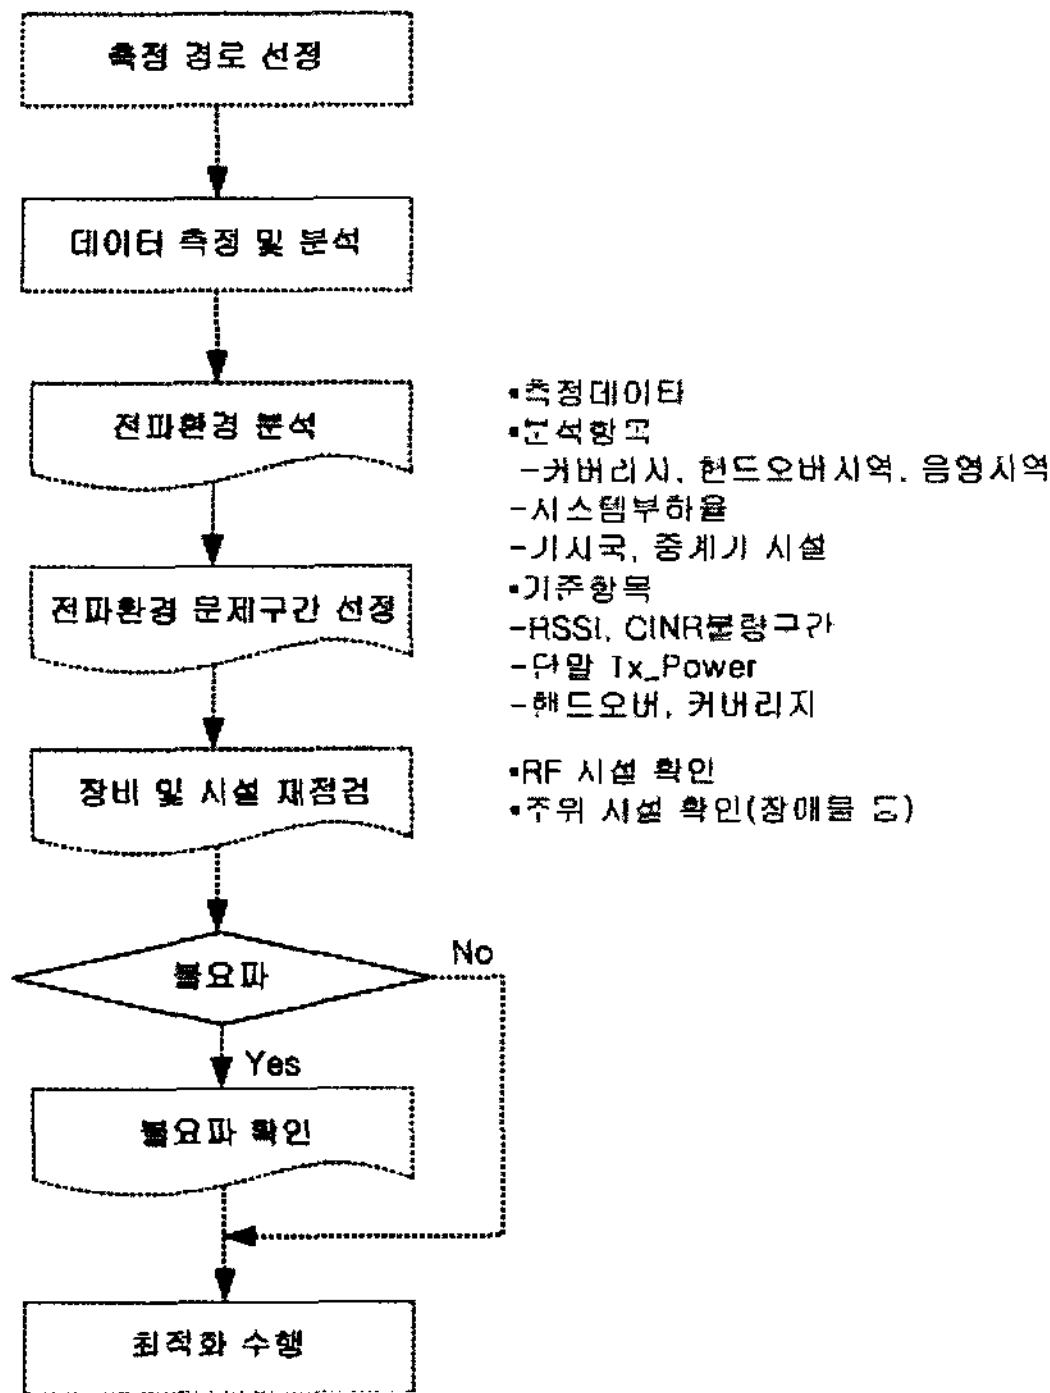 측정 경로 선정
데이터 측정 및 분석
전파환경 분석
▪측정데이타
▪분석항목
-커버리지, 핸드오버지역, 음영지역
-시스템부하율
-기지국, 중계기 시설
전파환경 문제구간 선정
▪기준항목
-RSSI, CINR불량구간
-단말 Tx_Power
-핸드오버, 커버리지
장비 및 시설 재점검
▪RF 시설 확인
▪주위 시설 확인(장애물 등)
불요파
No
Yes
불요파 확인
최적화 수행